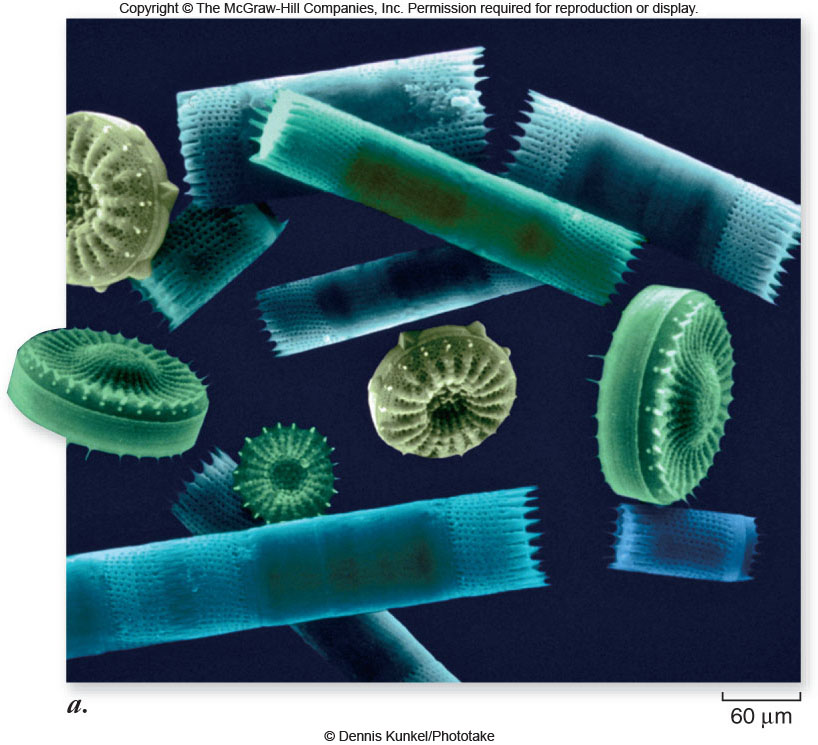 Copyright © The McGraw-Hill Companies, Inc. Permission required for reproduction or display.
a.
60 μm
© Dennis Kunkel/Phototake